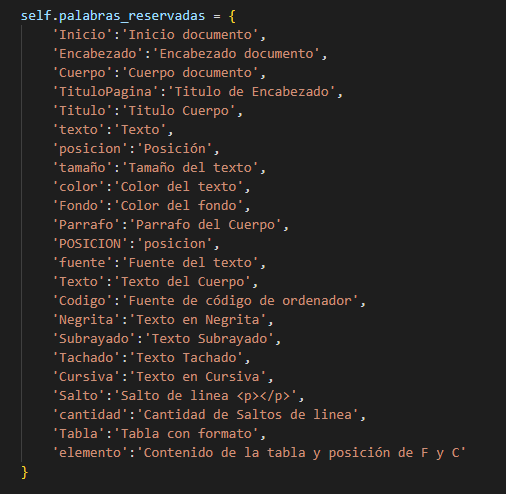 self.palabras_reservadas = {
'Inicio':'Inicio documento',
'Encabezado':'Encabezado documento',
'Cuerpo':'Cuerpo documento',
'TituloPagina':'Titulo de Encabezado',
'Titulo':'Titulo Cuerpo',
'texto':'Texto',
'posicion':'Posición',
'tamaño':'Tamaño del texto',
'color':'Color del texto',
'Fondo':'Color del fondo',
'Parrafo':'Parrafo del Cuerpo',
'POSICION':'posicion',
'fuente':'Fuente del texto',
'Texto':'Texto del Cuerpo',
'Codigo':'Fuente de código de ordenador',
'Negrita':'Texto en Negrita',
'Subrayado':'Texto Subrayado',
'Tachado':'Texto Tachado',
'Cursiva':'Texto en Cursiva',
'Salto':'Salto de linea <p></p>',
'cantidad':'Cantidad de Saltos de linea',
'Tabla':'Tabla con formato',
'elemento':'Contenido de la tabla y posición de F y C'
}